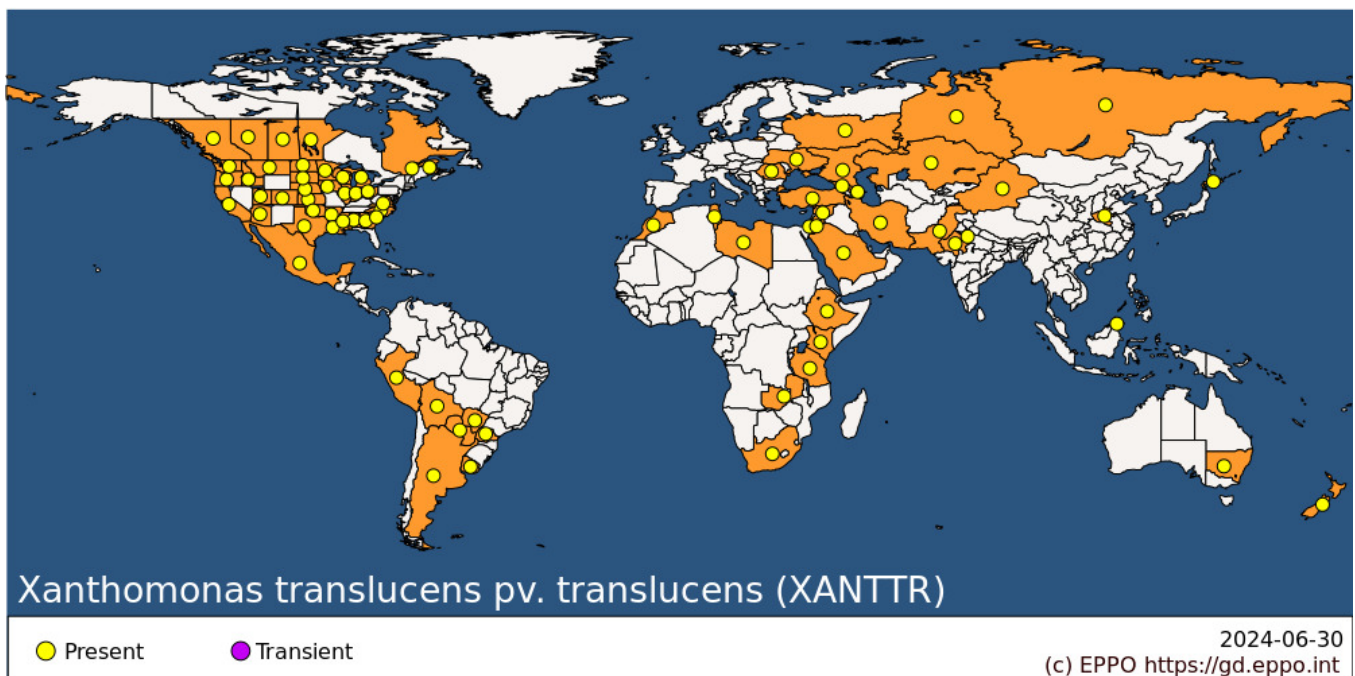 Xanthomonas translucens pv. translucens (XANTTR)
Present
Transient
2024-06-30
(c) EPPO https://gd.eppo.int